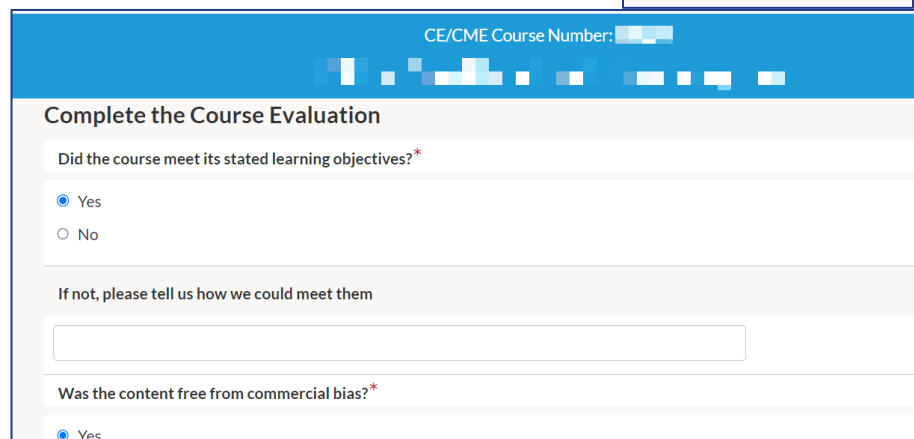 CE/CME Course Number:
Complete the Course Evaluation
Did the course meet its stated learning objectives?*
Yes
No
If not, please tell us how we could meet them
Was the content free from commercial bias?*
Yes